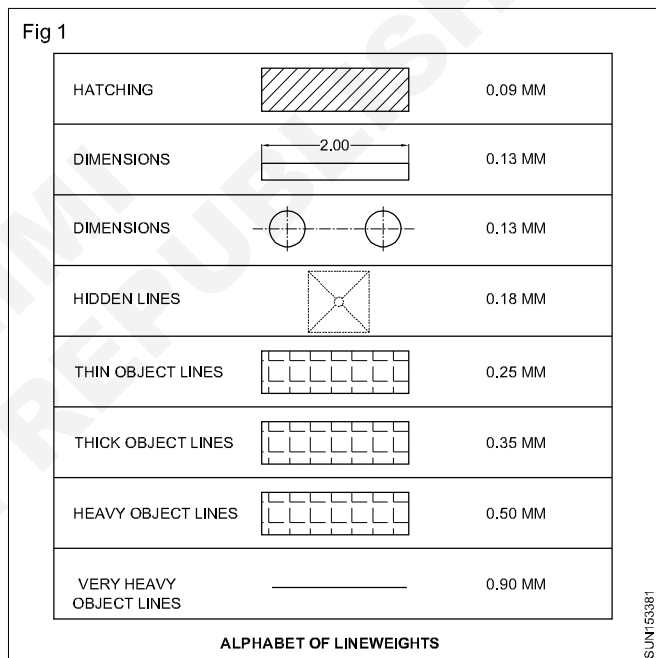 Fig 1
HATCHING 0.09 MM
DIMENSIONS 2.00 0.13 MM
DIMENSIONS 0.13 MM
HIDDEN LINES 0.18 MM
THIN OBJECT LINES 0.25 MM
THICK OBJECT LINES 0.35 MM
HEAVY OBJECT LINES 0.50 MM
VERY HEAVY 0.90 MM
OBJECT LINES
ALPHABET OF LINEWEIGHTS
SUN153381
REPUBLISH